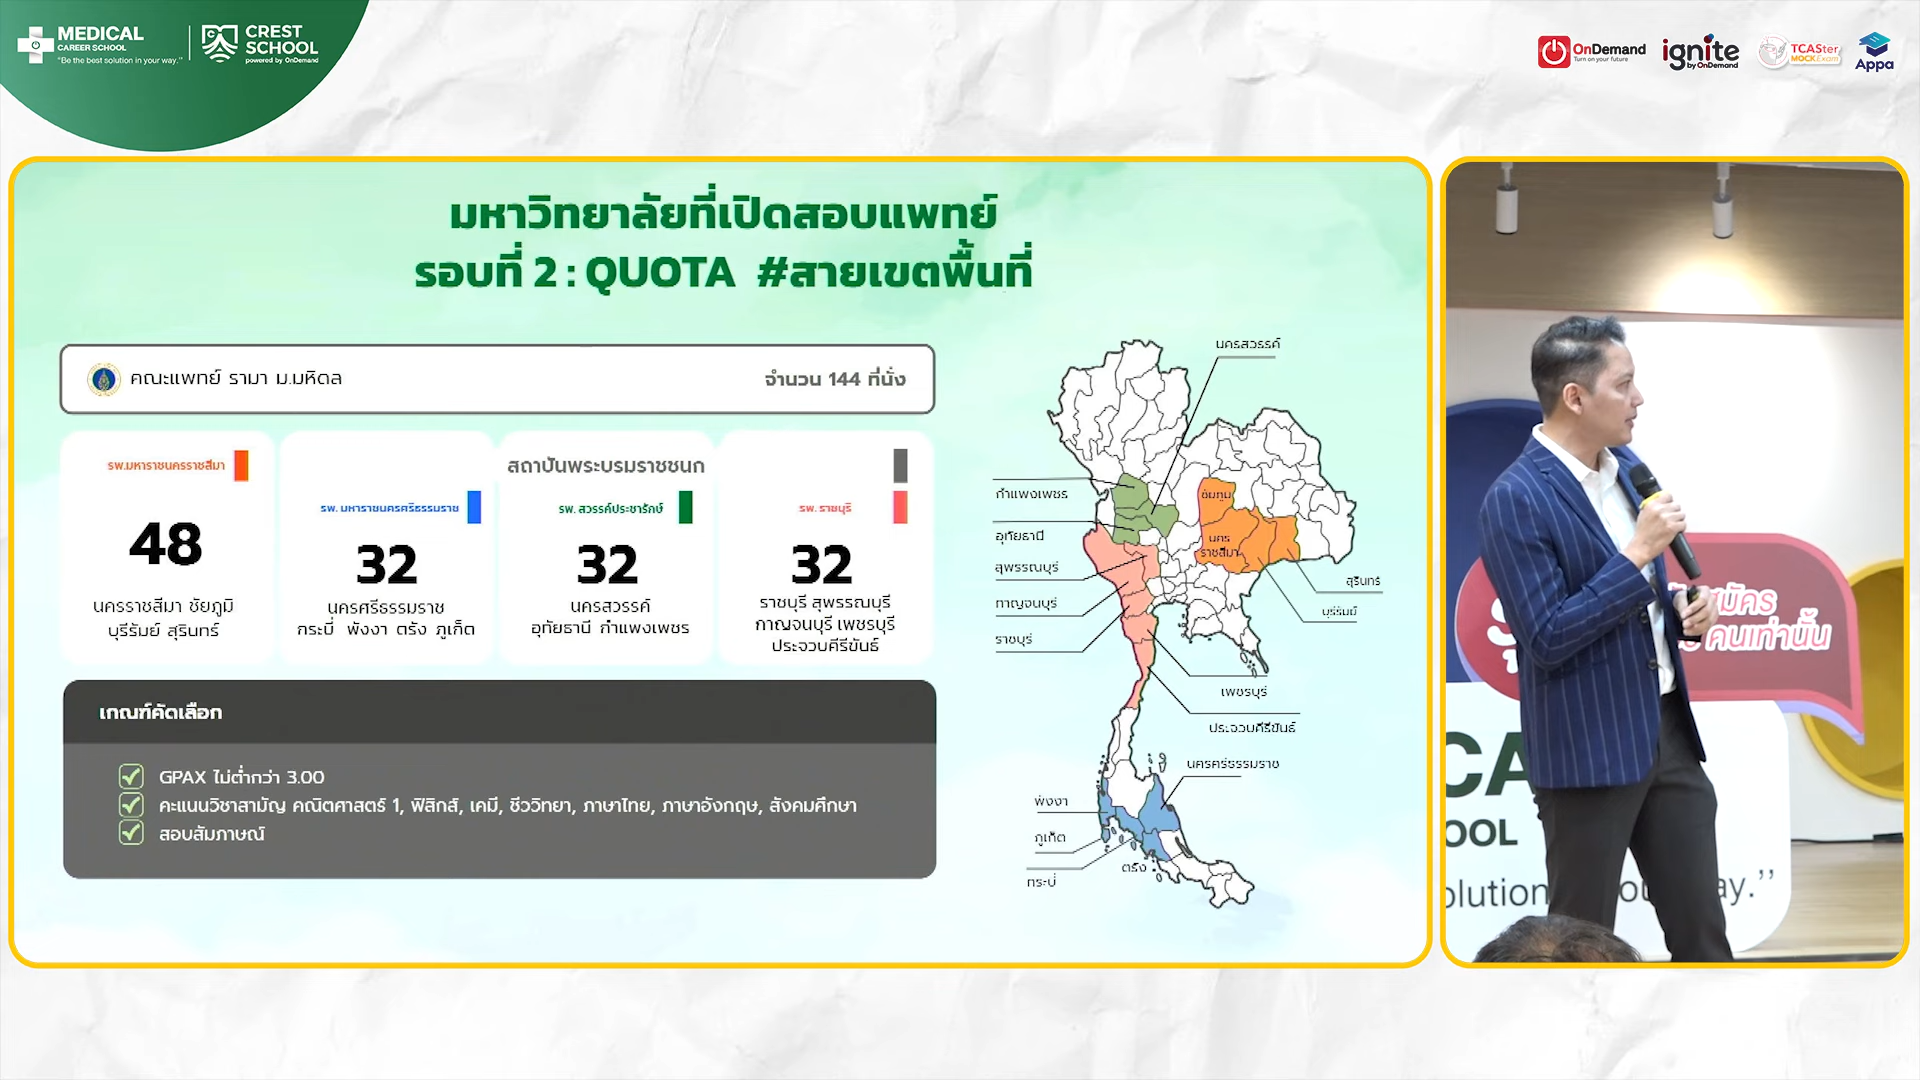 MEDICAL
CAREER SCHOOL
"Be the best solution in your way."
CREST
SCHOOL
powered by OnDemand
OnDemand
Turn on your future
ignite
by OnDemand
TCASter
MOCK Exam
Appa
มหาวิทยาลัยที่เปิดสอบแพทย์
รอบที่ 2 : QUOTA #สายเขตพื้นที่
คณะแพทย์ รามา ม.มหิดล
จำนวน 144 ที่นั่ง
รพ.มหาราชนครราชสีมา
48
นครราชสีมา ชัยภูมิ
บุรีรัมย์ สุรินทร์
สถาบันพระบรมราชชนก
รพ. มหาราชนครศรีธรรมราช
32
นครศรีธรรมราช
กระบี่ พังงา ตรัง ภูเก็ต
รพ. สวรรค์ประชารักษ์
32
นครสวรรค์
อุทัยธานี กำแพงเพชร
รพ. ราชบุรี
32
ราชบุรี สุพรรณบุรี
กาญจนบุรี เพชรบุรี
ประจวบคีรีขันธ์
เกณฑ์คัดเลือก
GPAX ไม่ต่ำกว่า 3.00
คะแนนวิชาสามัญ คณิตศาสตร์ 1, ฟิสิกส์, เคมี, ชีววิทยา, ภาษาไทย, ภาษาอังกฤษ, สังคมศึกษา
สอบสัมภาษณ์
นครสวรรค์
กำแพงเพชร
ชัยภูมิ
อุทัยธานี
นคร
ราชสีมา
สุพรรณบุรี
สุรินทร์
กาญจนบุรี
บุรีรัมย์
ราชบุรี
เพชรบุรี
ประจวบคีรีขันธ์
นครศรีธรรมราช
พังงา
ภูเก็ต
ตรัง
กระบี่
สมัคร
คนเท่านั้น
OOL